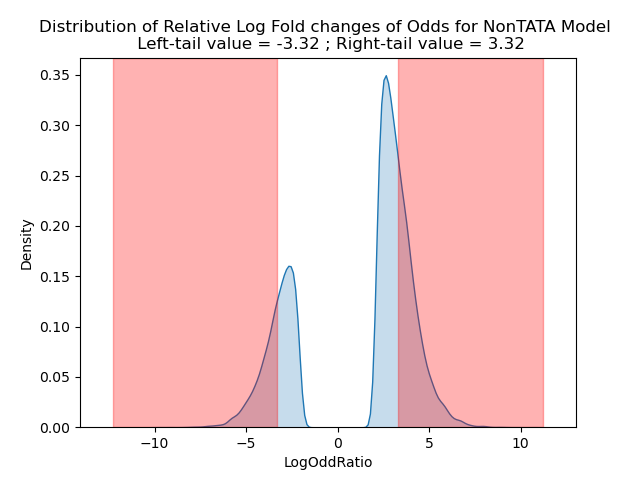 Distribution of Relative Log Fold changes of Odds for NonTATA Model
Left-tail value = -3.32 ; Right-tail value = 3.32
0.35
0.30
0.25
0.20
0.15
0.10
0.05
0.00
Density
−10 −5 0 5 10
LogOddRatio